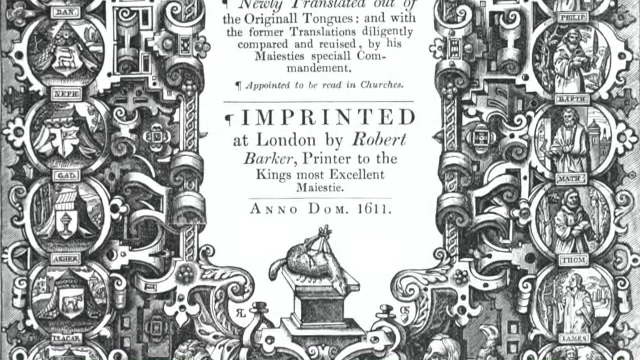 ¶ Newly Translated out of
the Originall Tongues: and with
the former Translations diligently
compared and reuised, by his
Maiesties speciall Com-
mandement.
¶ Appointed to be read in Churches.
¶ IMPRINTED
at London by Robert
Barker, Printer to the
Kings most Excellent
Maiestie.
ANNO DOM. 1611.
DAN.
NEPH.
GAD.
ASHER
ISACAR
PHILIP.
BARTH
MATH.
THOM
IAMES
RL